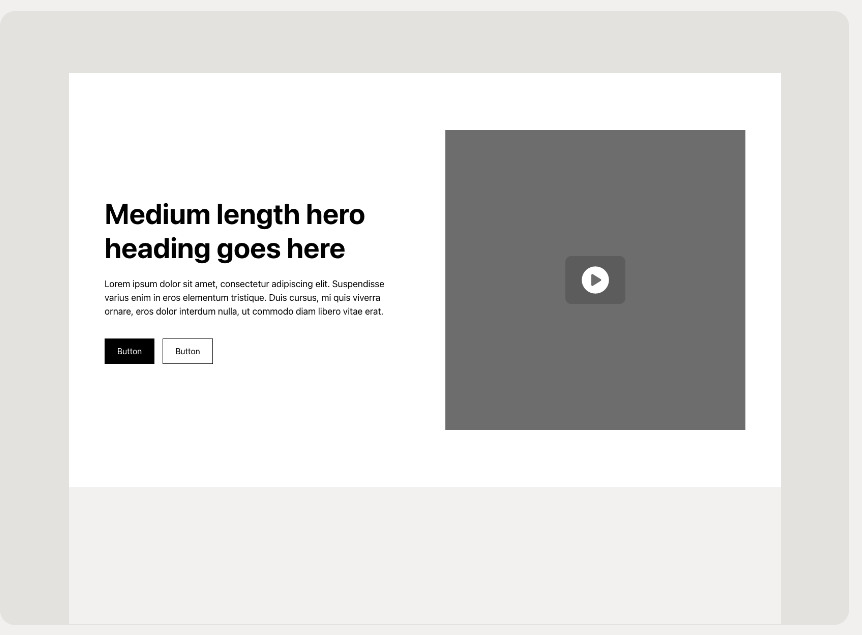 Medium length hero
heading goes here
Lorem ipsum dolor sit amet, consectetur adipiscing elit. Suspendisse
varius enim in eros elementum tristique. Duis cursus, mi quis viverra
ornare, eros dolor interdum nulla, ut commodo diam libero vitae erat.
Button
Button